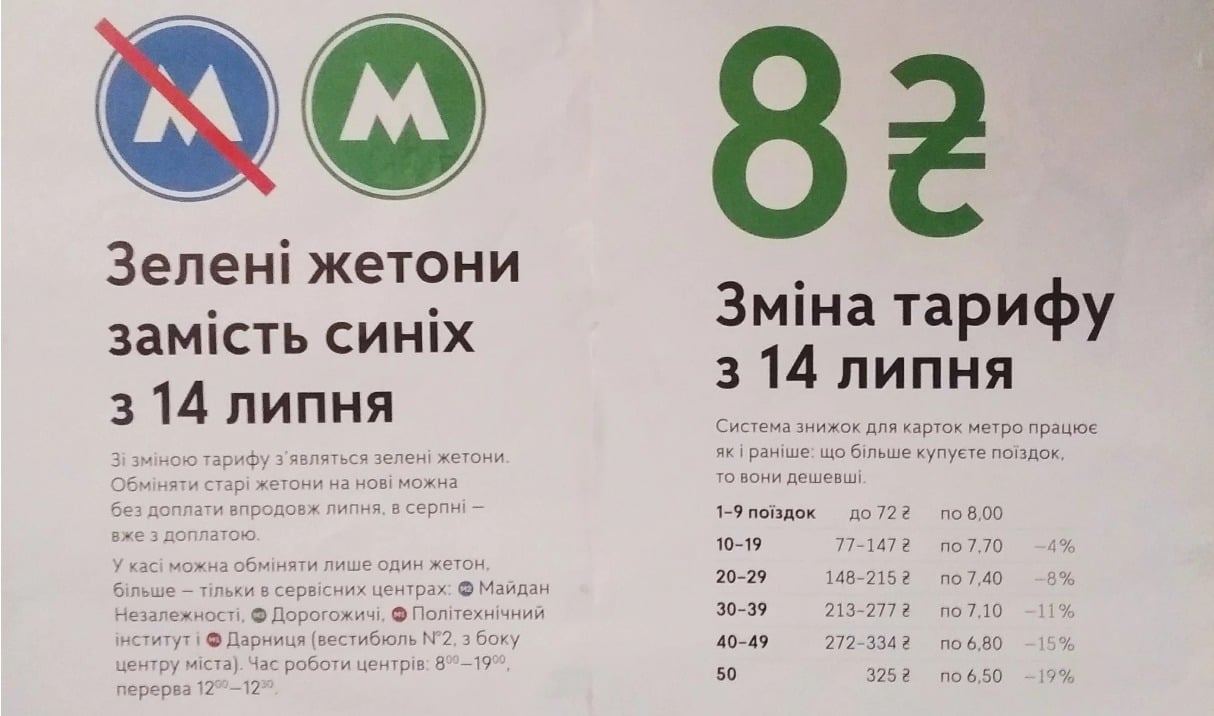 М М
Зелені жетони
замість синіх
з 14 липня
Зі зміною тарифу з'являться зелені жетони.
Обміняти старі жетони на нові можна
без доплати впродовж липня, в серпні –
вже з доплатою.
У касі можна обміняти лише один жетон,
більше – тільки в сервісних центрах: M2 Майдан
Незалежності, M3 Дорогожичі, M1 Політехнічний
інститут і M1 Дарниця (вестибюль №2, з боку
центру міста). Час роботи центрів: 8⁰⁰–19⁰⁰,
перерва 12⁰⁰–12³⁰.
8 ₴
Зміна тарифу
з 14 липня
Система знижок для карток метро працює
як і раніше: що більше купуєте поїздок,
то вони дешевші.
1–9 поїздок до 72 ₴ по 8,00
10–19 77–147 ₴ по 7,70 –4%
20–29 148–215 ₴ по 7,40 –8%
30–39 213–277 ₴ по 7,10 –11%
40–49 272–334 ₴ по 6,80 –15%
50 325 ₴ по 6,50 –19%